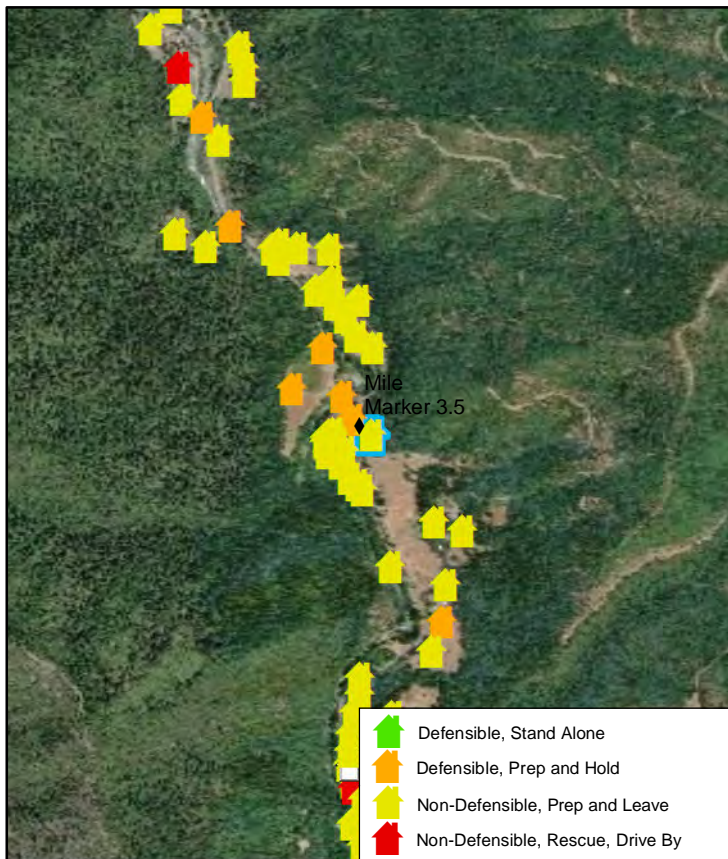 Mile
Marker 3.5
Defensible, Stand Alone
Defensible, Prep and Hold
Non-Defensible, Prep and Leave
Non-Defensible, Rescue, Drive By